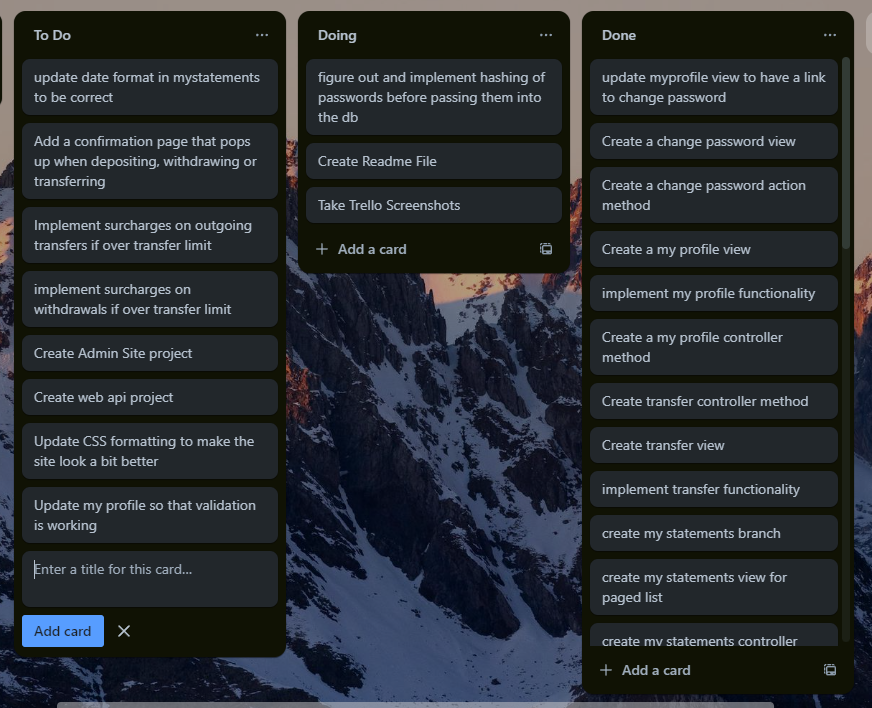 To Do
update date format in mystatements
to be correct
Add a confirmation page that pops
up when depositing, withdrawing or
transferring
Implement surcharges on outgoing
transfers if over transfer limit
implement surcharges on
withdrawals if over transfer limit
Create Admin Site project
Create web api project
Update CSS formatting to make the
site look a bit better
Update my profile so that validation
is working
Enter a title for this card...
Add card
Doing
figure out and implement hashing of
passwords before passing them into
the db
Create Readme File
Take Trello Screenshots
Add a card
Done
update myprofile view to have a link
to change password
Create a change password view
Create a change password action
method
Create a my profile view
implement my profile functionality
Create a my profile controller
method
Create transfer controller method
Create transfer view
implement transfer functionality
create my statements branch
create my statements view for
paged list
create my statements controller
Add a card